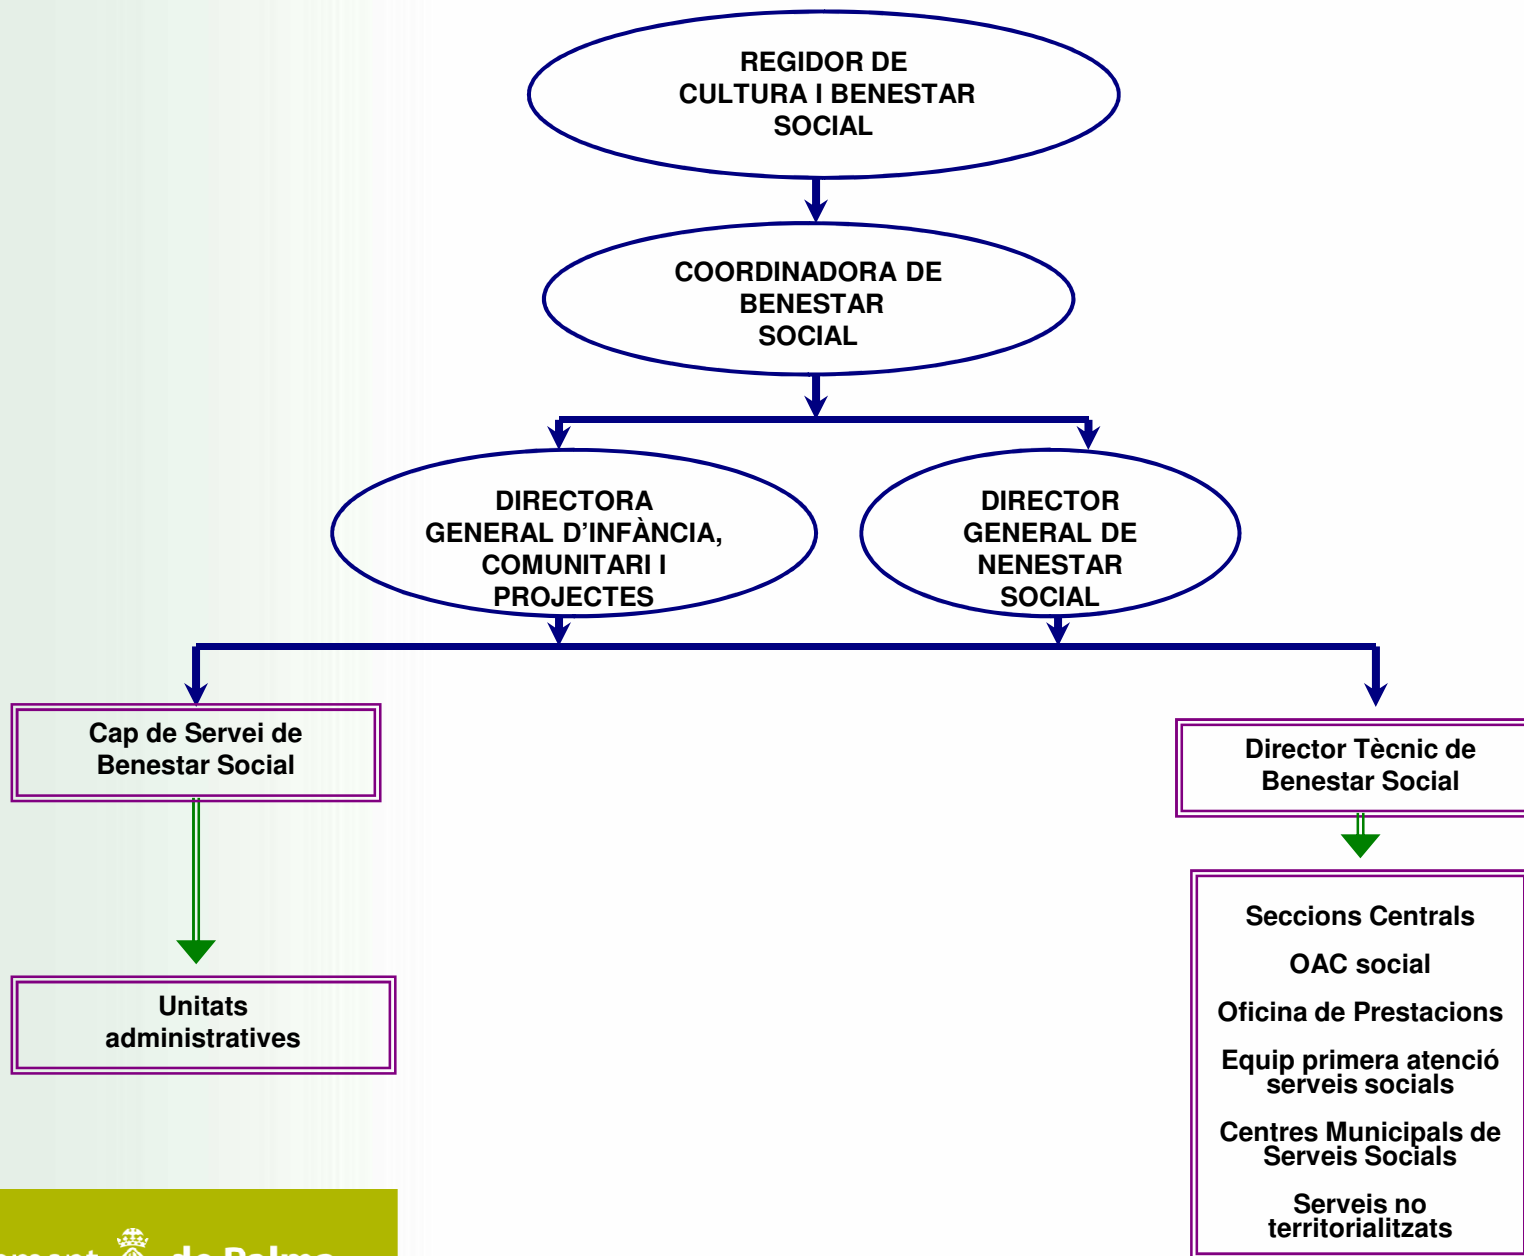 REGIDOR DE
CULTURA I BENESTAR
SOCIAL
COORDINADORA DE
BENESTAR
SOCIAL
DIRECTORA
GENERAL D'INFÀNCIA,
COMUNITARI I
PROJECTES
DIRECTOR
GENERAL DE
NENESTAR
SOCIAL
Cap de Servei de
Benestar Social
Director Tècnic de
Benestar Social
Unitats
administratives
Seccions Centrals
OAC social
Oficina de Prestacions
Equip primera atenció
serveis socials
Centres Municipals de
Serveis Socials
Serveis no
territorialitzats
de Palma